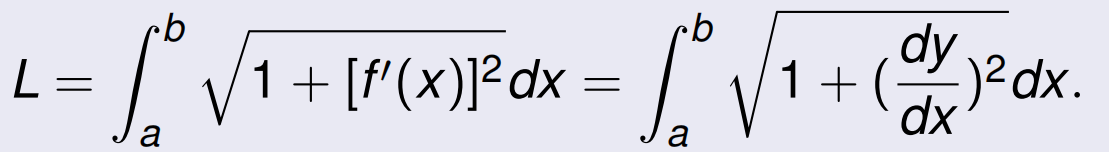 L = ∫_a^b √(1 + [f′(x)]²) dx = ∫_a^b √(1 + (dy/dx)²) dx.